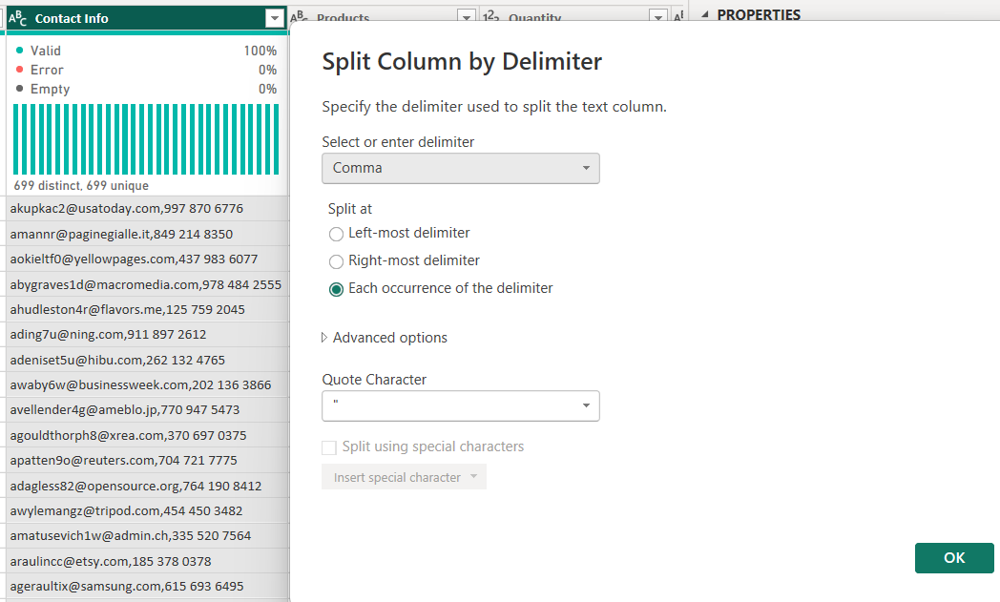 ABC Contact Info
ABC Products
123 Quantity
PROPERTIES
Valid 100%
Error 0%
Empty 0%
699 distinct, 699 unique
akupkac2@usatoday.com,997 870 6776
amannr@paginegialle.it,849 214 8350
aokieltf0@yellowpages.com,437 983 6077
abygraves1d@macromedia.com,978 484 2555
ahudleston4r@flavors.me,125 759 2045
ading7u@ning.com,911 897 2612
adeniset5u@hibu.com,262 132 4765
awaby6w@businessweek.com,202 136 3866
avellender4g@ameblo.jp,770 947 5473
agouldthorph8@xrea.com,370 697 0375
apatten9o@reuters.com,704 721 7775
adagless82@opensource.org,764 190 8412
awylemangz@tripod.com,454 450 3482
amatusevich1w@admin.ch,335 520 7564
araulincc@etsy.com,185 378 0378
ageraultix@samsung.com,615 693 6495
Split Column by Delimiter
Specify the delimiter used to split the text column.
Select or enter delimiter
Comma
Split at
Left-most delimiter
Right-most delimiter
Each occurrence of the delimiter
Advanced options
Quote Character
"
Split using special characters
Insert special character
OK